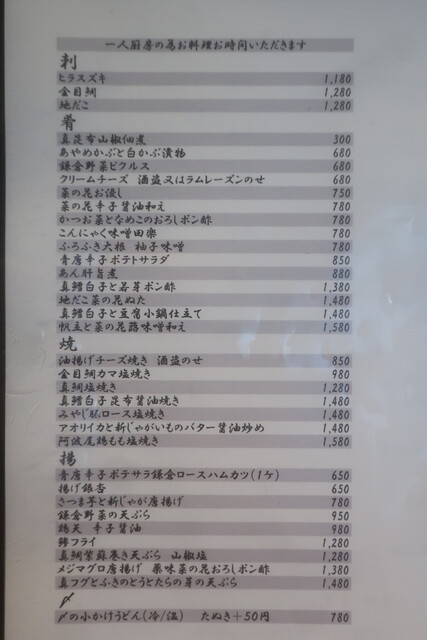 一人厨房の為お料理お時間いただきます
刺
ヒラスズキ 1,180
金目鯛 1,280
地だこ 1,280
肴
真昆布山椒佃煮 300
あやめかぶと白かぶ漬物 680
鎌倉野菜ピクルス 680
クリームチーズ 酒盗又はラムレーズンのせ 680
菜の花お浸し 750
菜の花辛子醤油和え 780
かつお菜となめこのおろしポン酢 780
こんにゃく味噌田楽 780
ふろふき大根 柚子味噌 780
青唐辛子ポテトサラダ 850
あん肝旨煮 880
真鱈白子と若芽ポン酢 1,380
地だこ菜の花ぬた 1,480
真鱈白子と豆腐小鍋仕立て 1,480
帆立と菜の花蕗味噌和え 1,580
焼
油揚げチーズ焼き 酒盗のせ 850
金目鯛カマ塩焼き 980
真鯛塩焼き 1,280
真鱈白子昆布醤油焼き 1,480
みやじ豚ロース塩焼き 1,480
アオリイカと新じゃがいものバター醤油炒め 1,480
阿波尾鶏もも塩焼き 1,580
揚
青唐辛子ポテサラ鎌倉ロースハムカツ(1ケ) 650
揚げ銀杏 650
さつま芋と新じゃが唐揚げ 780
鎌倉野菜の天ぷら 950
鶏天 辛子醤油 980
鯵フライ 1,280
真鯛紫蘇巻き天ぷら 山椒塩 1,280
メジマグロ唐揚げ 薬味菜の花おろしポン酢 1,380
真フグとふきのとうとたらの芽の天ぷら 1,480
〆
〆の小かけうどん(冷/温) たぬき+50円 780